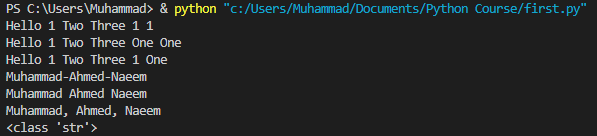 PS C:\Users\Muhammad> & python "c:/Users/Muhammad/Documents/Python Course/first.py"
Hello 1 Two Three 1 1
Hello 1 Two Three One One
Hello 1 Two Three 1 One
Muhammad-Ahmed-Naeem
Muhammad Ahmed Naeem
Muhammad, Ahmed, Naeem
<class 'str'>